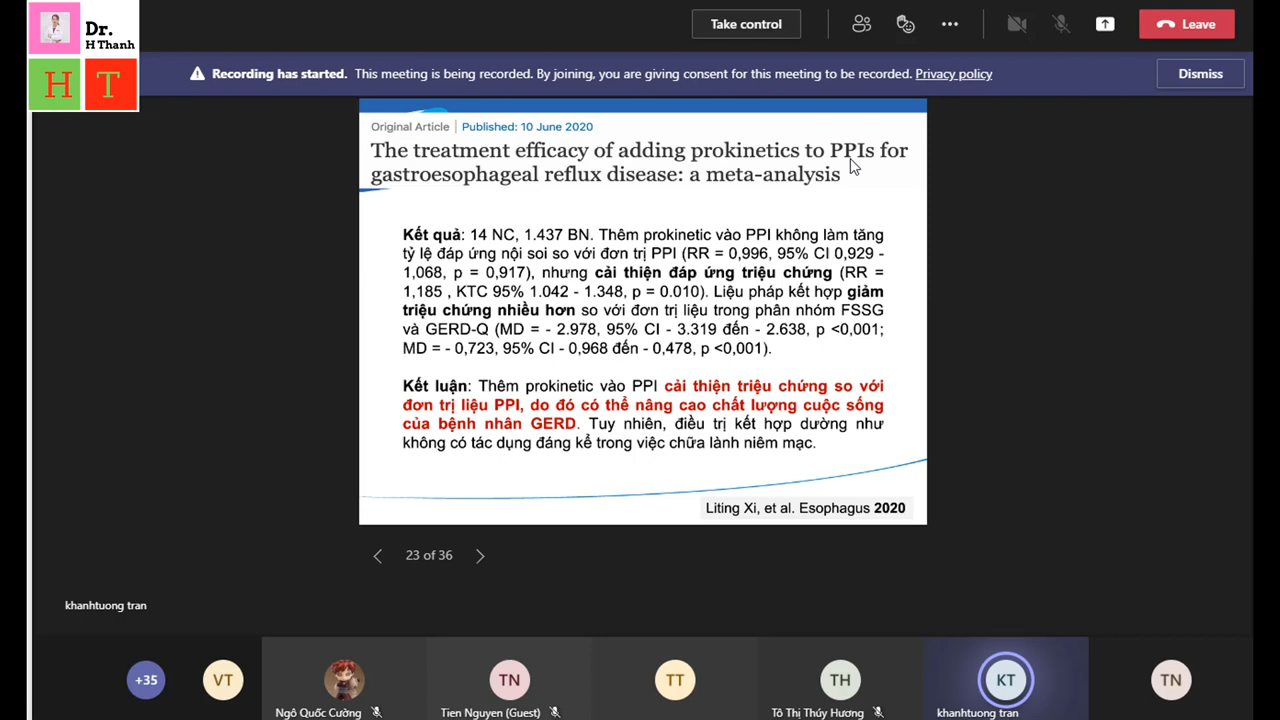 Dr.
H Thanh
H T
Take control
Leave
Recording has started. This meeting is being recorded. By joining, you are giving consent for this meeting to be recorded. Privacy policy
Dismiss
Original Article | Published: 10 June 2020
The treatment efficacy of adding prokinetics to PPIs for
gastroesophageal reflux disease: a meta-analysis
Kết quả: 14 NC, 1.437 BN. Thêm prokinetic vào PPI không làm tăng
tỷ lệ đáp ứng nội soi so với đơn trị PPI (RR = 0,996, 95% CI 0,929 -
1,068, p = 0,917), nhưng cải thiện đáp ứng triệu chứng (RR =
1,185 , KTC 95% 1.042 - 1.348, p = 0.010). Liệu pháp kết hợp giảm
triệu chứng nhiều hơn so với đơn trị liệu trong phân nhóm FSSG
và GERD-Q (MD = - 2.978, 95% CI - 3.319 đến - 2.638, p <0,001;
MD = - 0,723, 95% CI - 0,968 đến - 0,478, p <0,001).
Kết luận: Thêm prokinetic vào PPI cải thiện triệu chứng so với
đơn trị liệu PPI, do đó có thể nâng cao chất lượng cuộc sống
của bệnh nhân GERD. Tuy nhiên, điều trị kết hợp dường như
không có tác dụng đáng kể trong việc chữa lành niêm mạc.
Liting Xi, et al. Esophagus 2020
23 of 36
khanhtuong tran
+35
VT
TN
TT
TH
KT
TN
Ngô Quốc Cường
Tien Nguyen (Guest)
Tô Thị Thúy Hương
khanhtuong tran